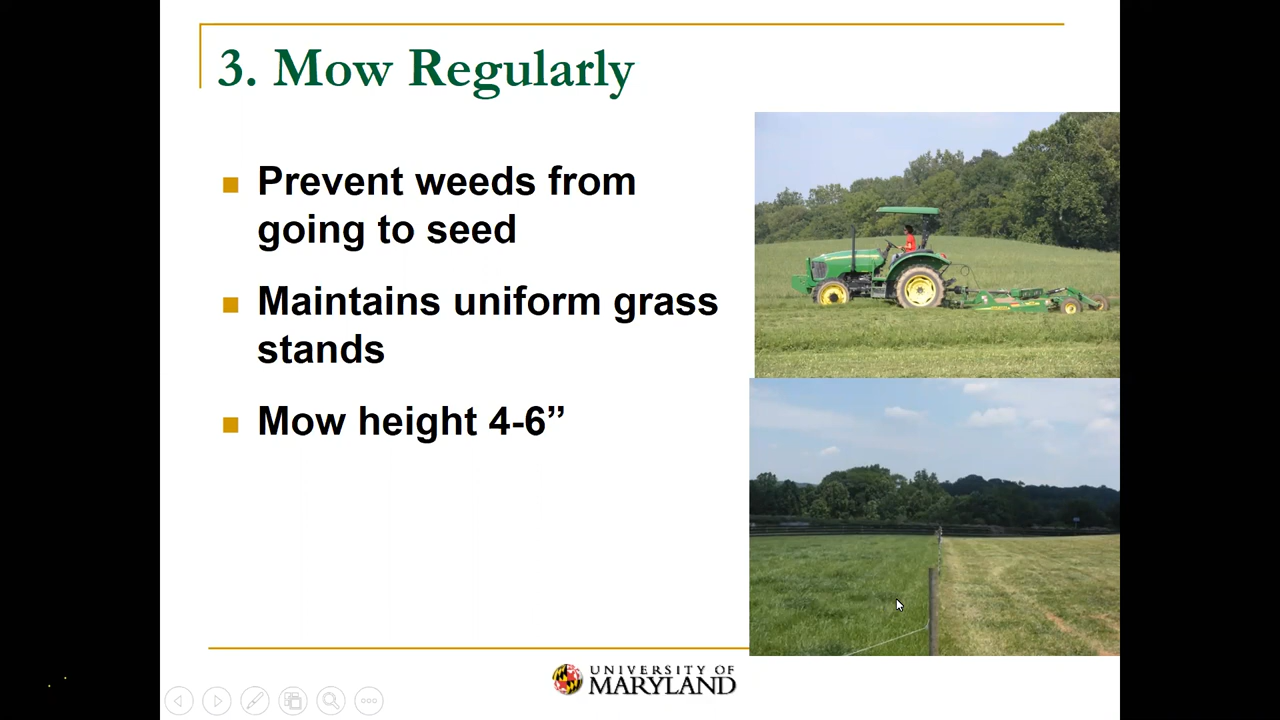 3. Mow Regularly
Prevent weeds from
going to seed
Maintains uniform grass
stands
Mow height 4-6”
UNIVERSITY OF
MARYLAND